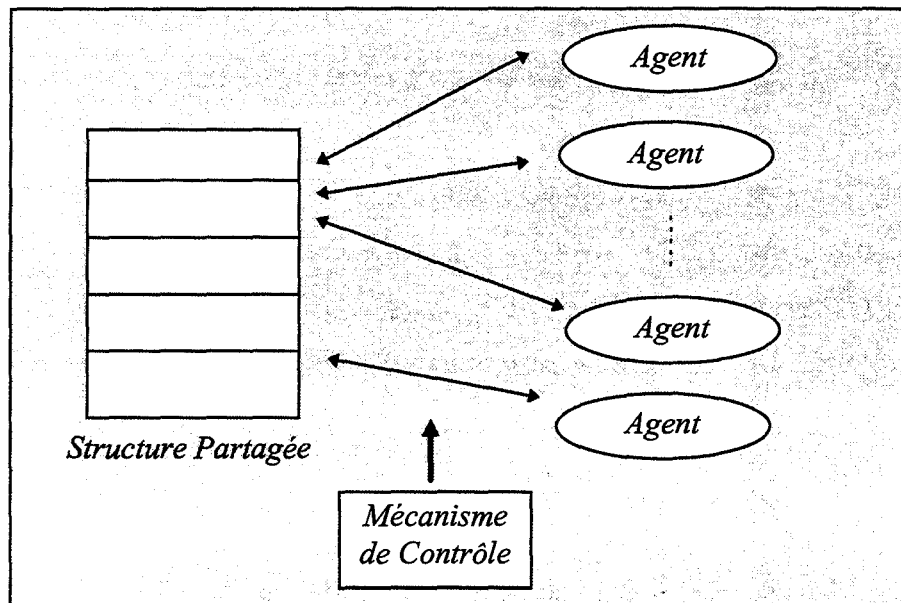 Agent
Agent
Agent
Agent
Structure Partagée
Mécanisme
de Contrôle